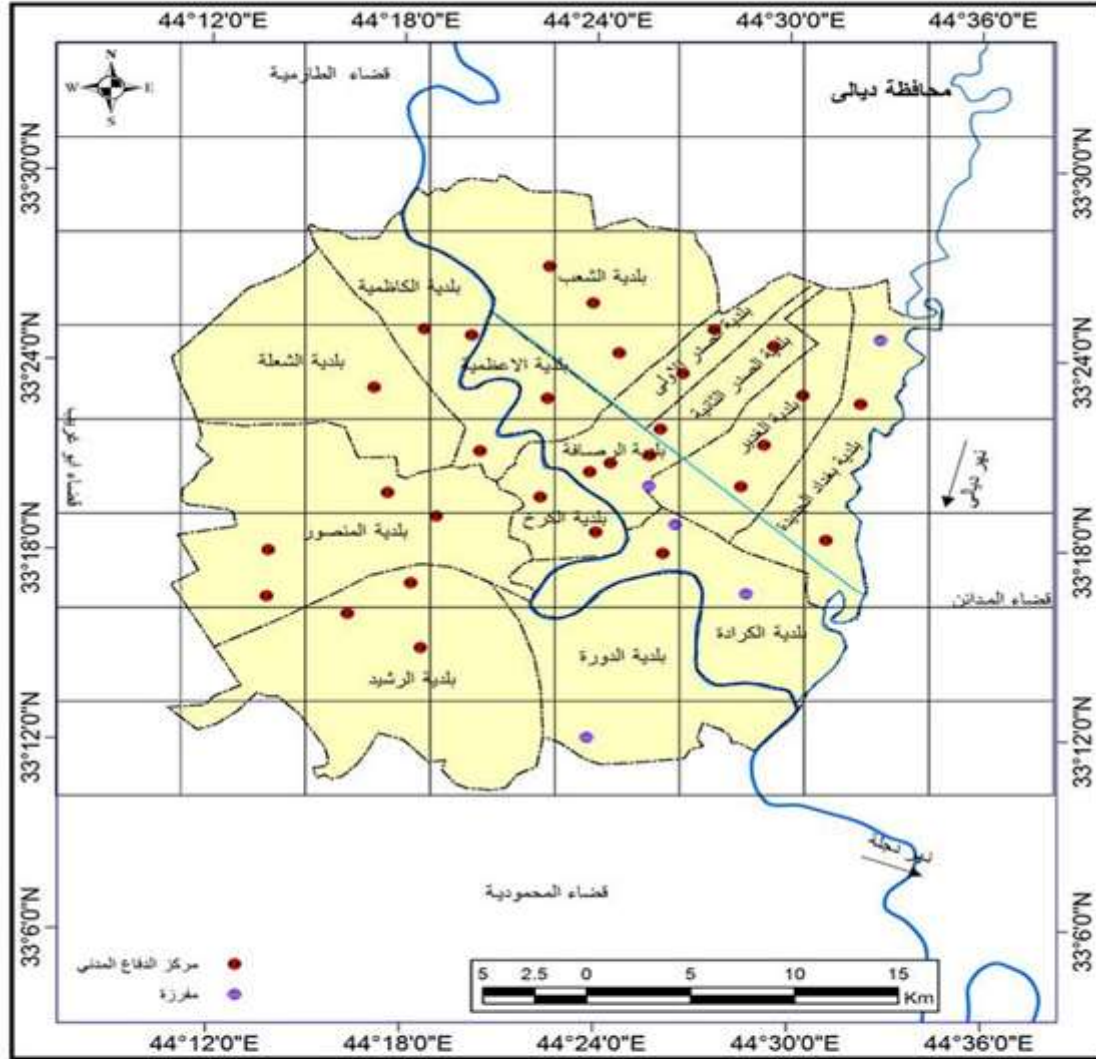 44°12'0"E 44°18'0"E 44°24'0"E 44°30'0"E 44°36'0"E
N
W E
S
قضاء الطارمية
محافظة ديالى
33°30'0"N 33°30'0"N
بلدية الشعب
بلدية الكاظمية
بلدية الصدر الاولى
33°24'0"N 33°24'0"N
بلدية الاعظمية
بلدية الشعلة
بلدية الصدر الثانية
بلدية الغدير
بلدية بغداد الجديدة
قضاء ابو غريب
بلدية الرصافة
نهر ديالى
بلدية الكرخ
بلدية المنصور
33°18'0"N 33°18'0"N
قضاء المدائن
بلدية الكرادة
بلدية الدورة
بلدية الرشيد
33°12'0"N 33°12'0"N
نهر دجلة
قضاء المحمودية
33°6'0"N 33°6'0"N
مركز الدفاع المدني
مفرزة
5 2.5 0 5 10 15
Km
44°12'0"E 44°18'0"E 44°24'0"E 44°30'0"E 44°36'0"E